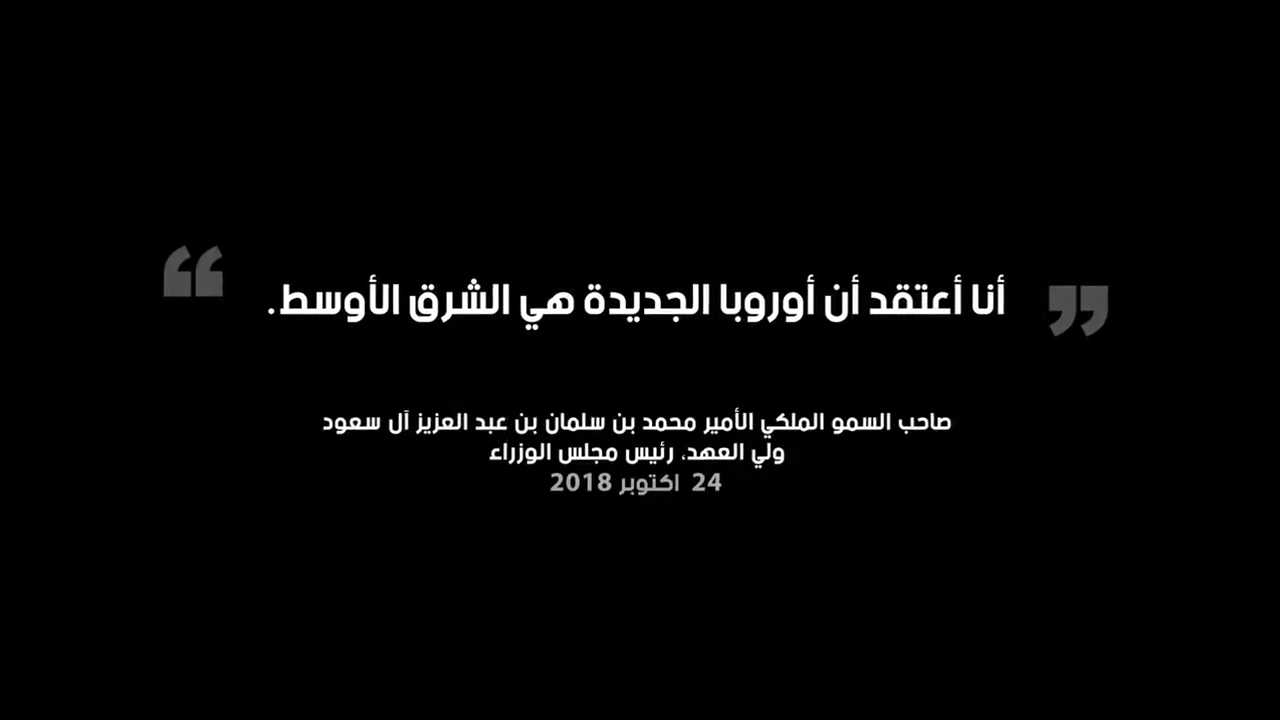 "أنا أعتقد أن أوروبا الجديدة هي الشرق الأوسط."
صاحب السمو الملكي الأمير محمد بن سلمان بن عبد العزيز آل سعود
ولي العهد، رئيس مجلس الوزراء
24 اكتوبر 2018